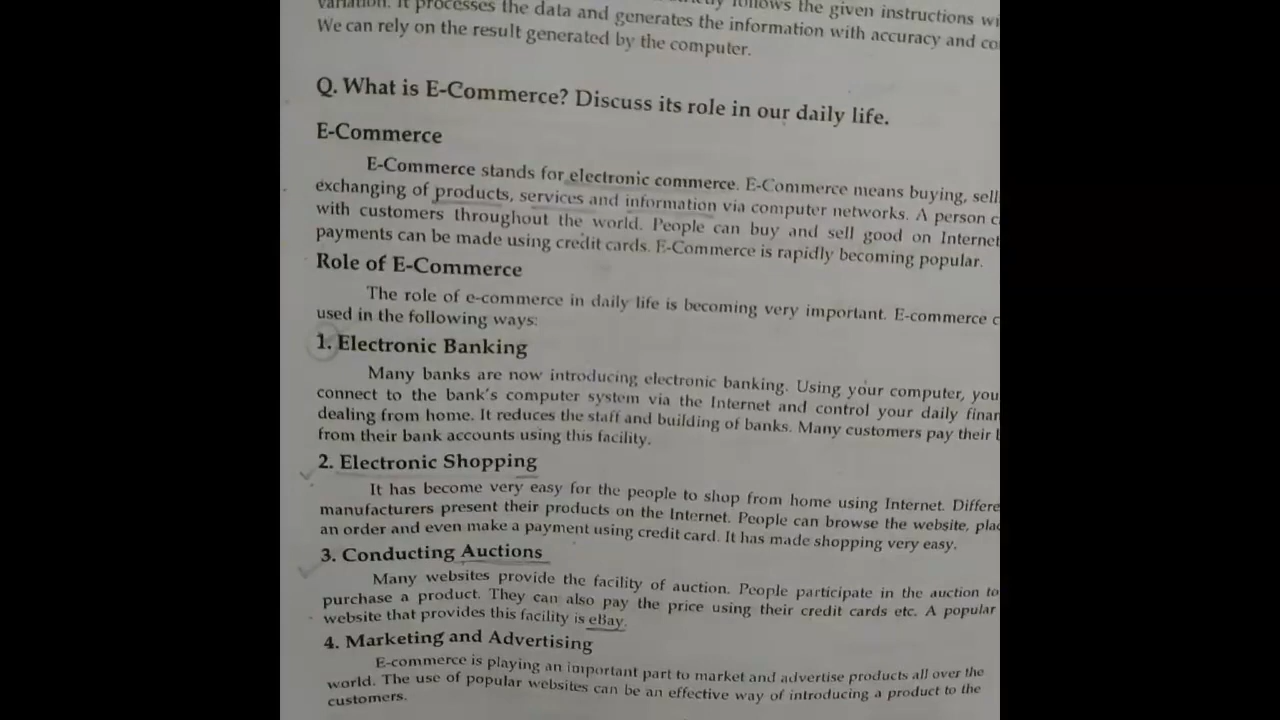 follows the given instructions
variation. It processes the data and generates the information with accuracy and
We can rely on the result generated by the computer.
Q. What is E-Commerce? Discuss its role in our daily life.
E-Commerce
E-Commerce stands for electronic commerce. E-Commerce means buying, sell
exchanging of products, services and information via computer networks. A person
with customers throughout the world. People can buy and sell good on Internet
payments can be made using credit cards. E-Commerce is rapidly becoming popular.
Role of E-Commerce
The role of e-commerce in daily life is becoming very important. E-commerce
used in the following ways:
1. Electronic Banking
Many banks are now introducing electronic banking. Using your computer, you
connect to the bank's computer system via the Internet and control your daily finan
dealing from home. It reduces the staff and building of banks. Many customers pay their
from their bank accounts using this facility.
2. Electronic Shopping
It has become very easy for the people to shop from home using Internet. Differe
manufacturers present their products on the Internet. People can browse the website, plac
an order and even make a payment using credit card. It has made shopping very easy.
3. Conducting Auctions
Many websites provide the facility of auction. People participate in the auction to
purchase a product. They can also pay the price using their credit cards etc. A popular
website that provides this facility is eBay.
4. Marketing and Advertising
E-commerce is playing an important part to market and advertise products all over the
world. The use of popular websites can be an effective way of introducing a product to the
customers.